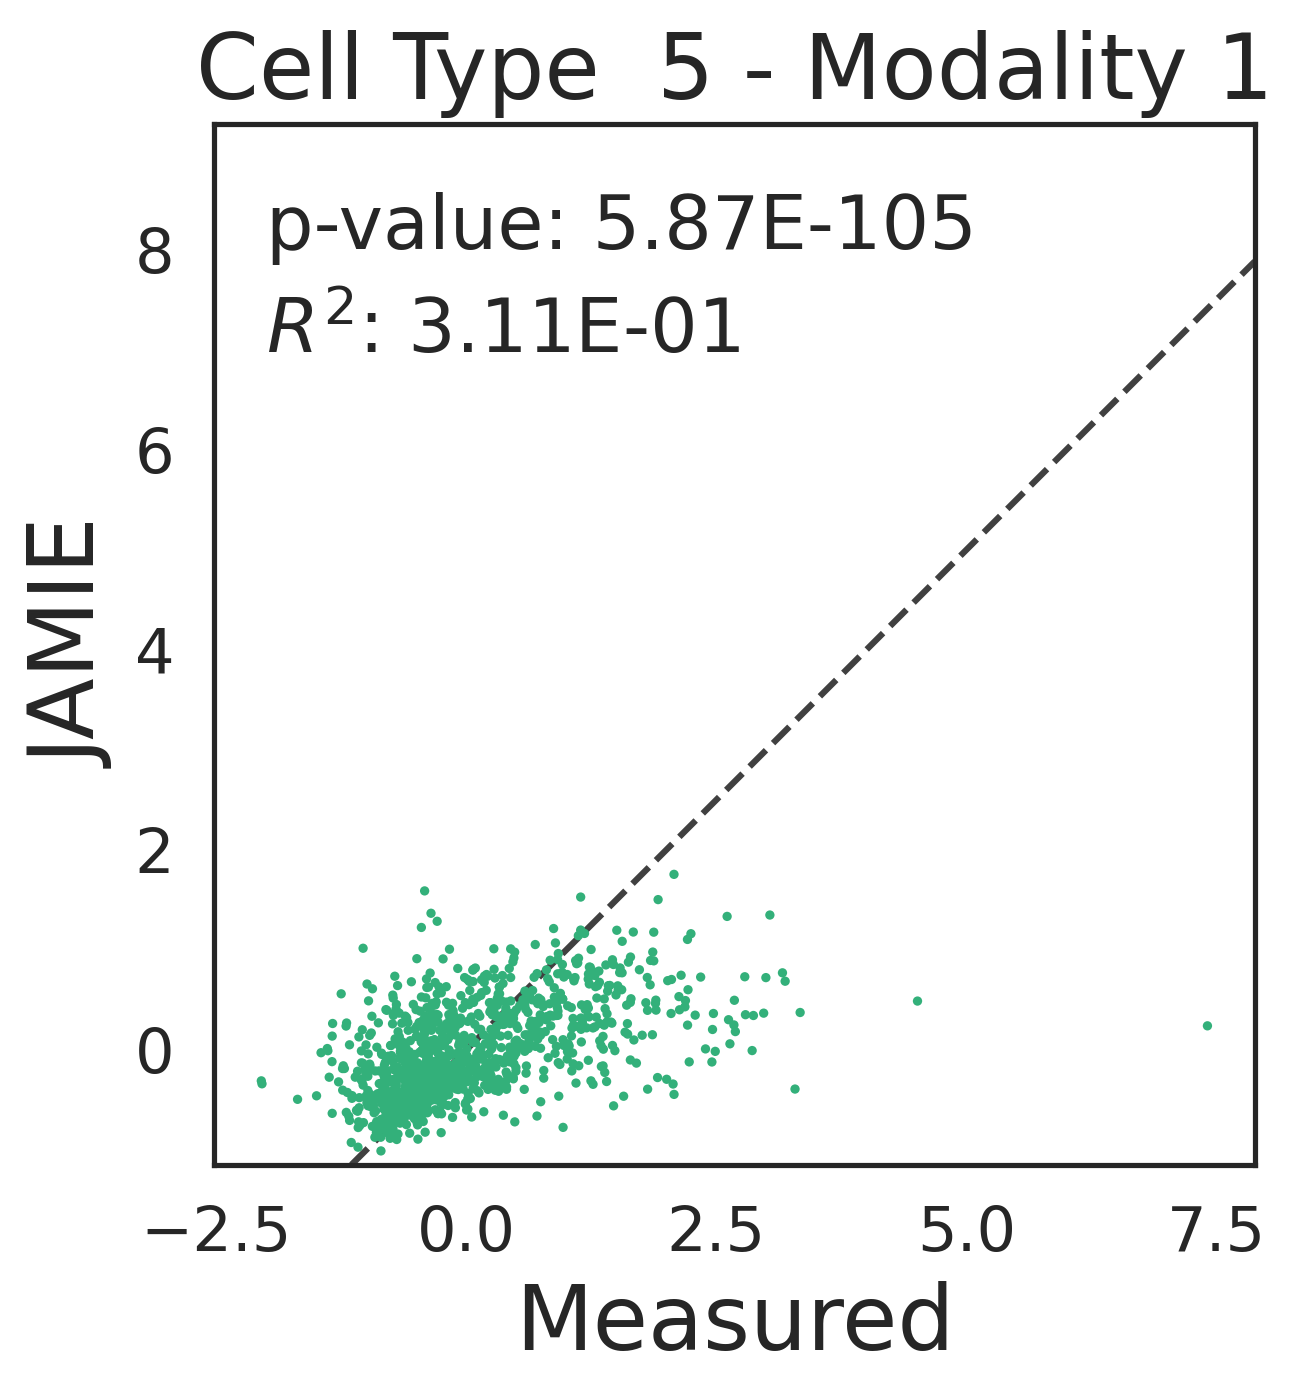 Cell Type  5 - Modality 1
p-value: 5.87E-105
R²: 3.11E-01
8
6
4
2
0
JAMIE
−2.5 0.0 2.5 5.0 7.5
Measured